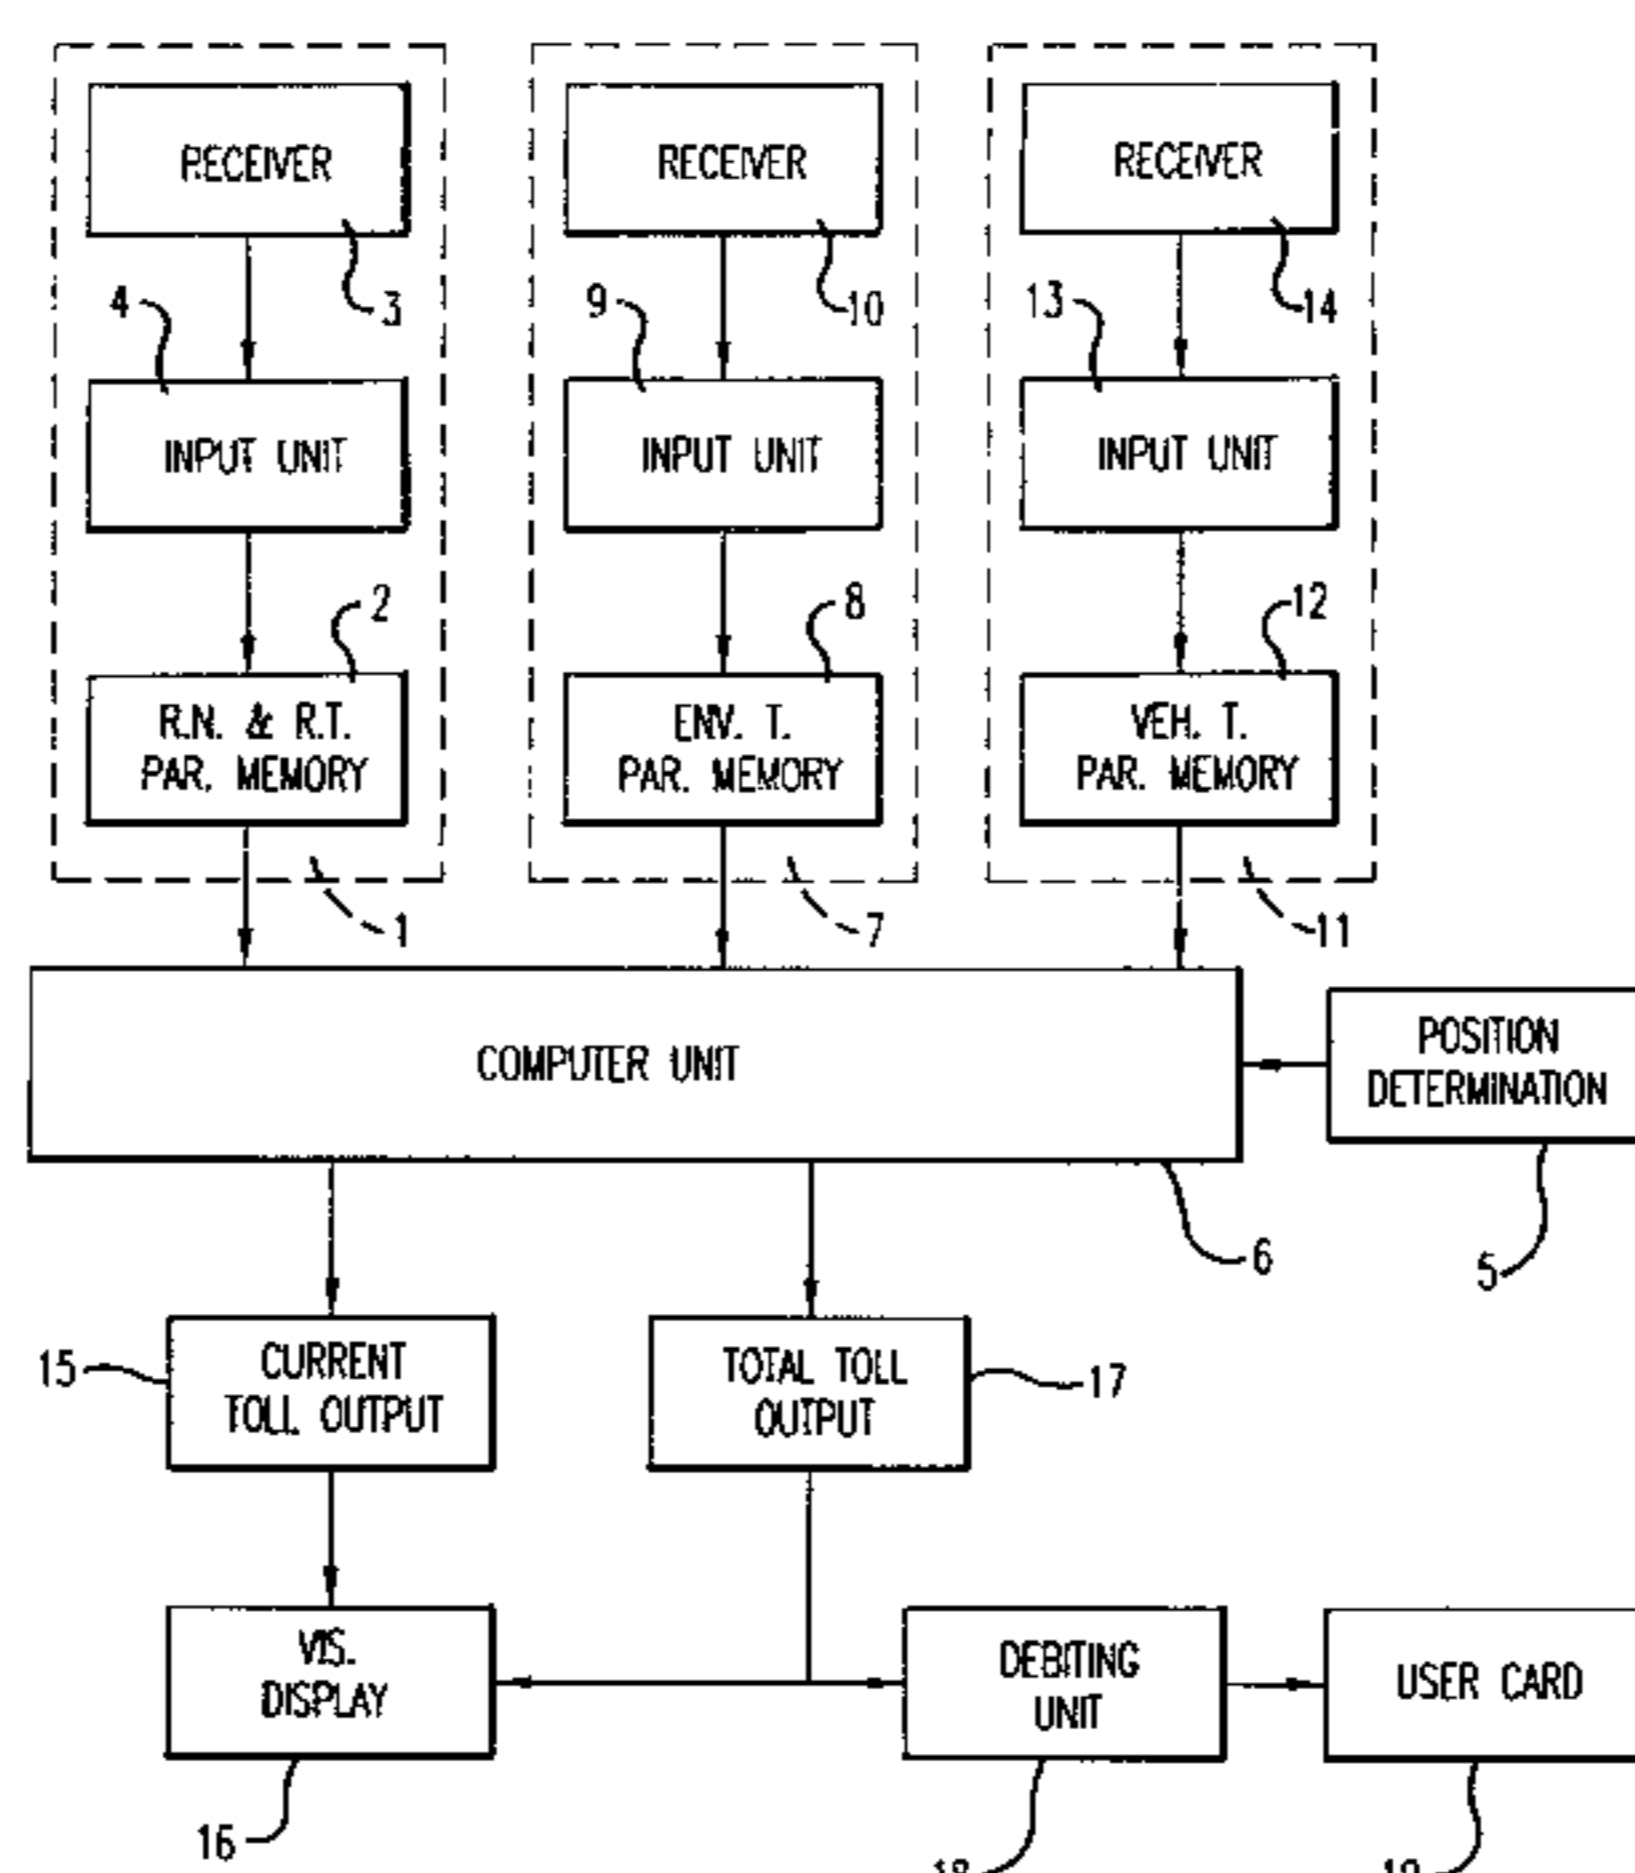 RECEIVER
RECEIVER
RECEIVER
3
10
14
4
9
13
INPUT UNIT
INPUT UNIT
INPUT UNIT
2
8
12
R.N. & R.T.
PAR. MEMORY
ENV. T.
PAR. MEMORY
VEH. T.
PAR. MEMORY
1
7
11
COMPUTER UNIT
POSITION
DETERMINATION
6
5
15
CURRENT
TOLL OUTPUT
TOTAL TOLL
OUTPUT
17
VIS.
DISPLAY
DEBITING
UNIT
USER CARD
16
18
19